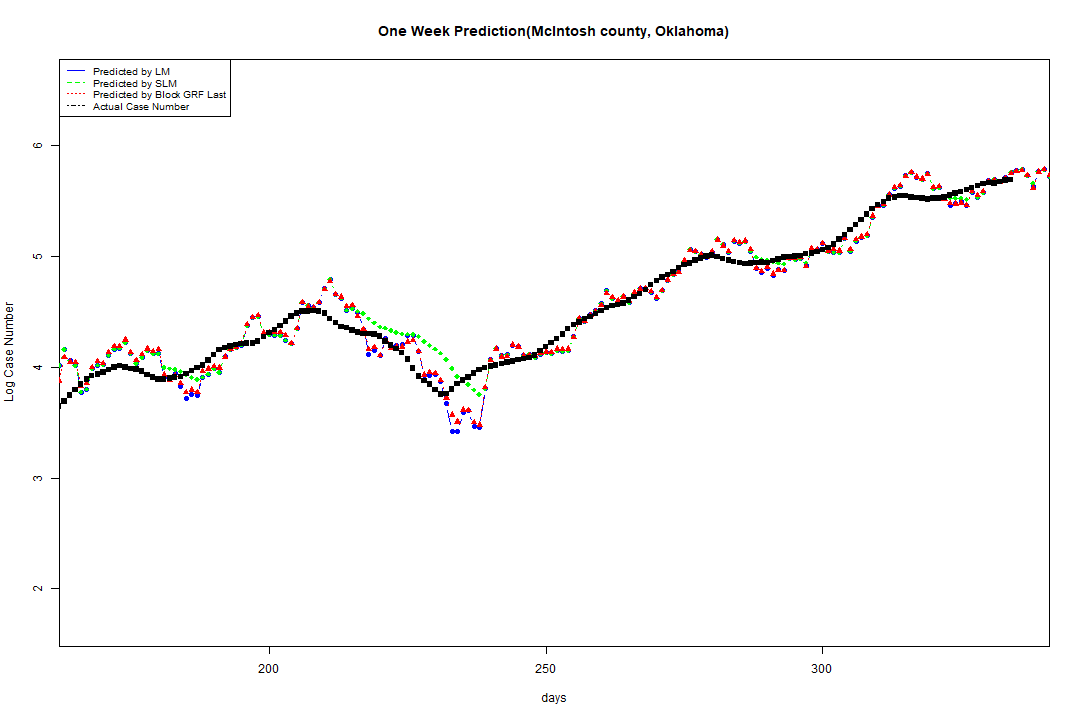 One Week Prediction(McIntosh county, Oklahoma)
Predicted by LM
Predicted by SLM
Predicted by Block GRF Last
Actual Case Number
6
5
4
3
2
Log Case Number
200 250 300
days